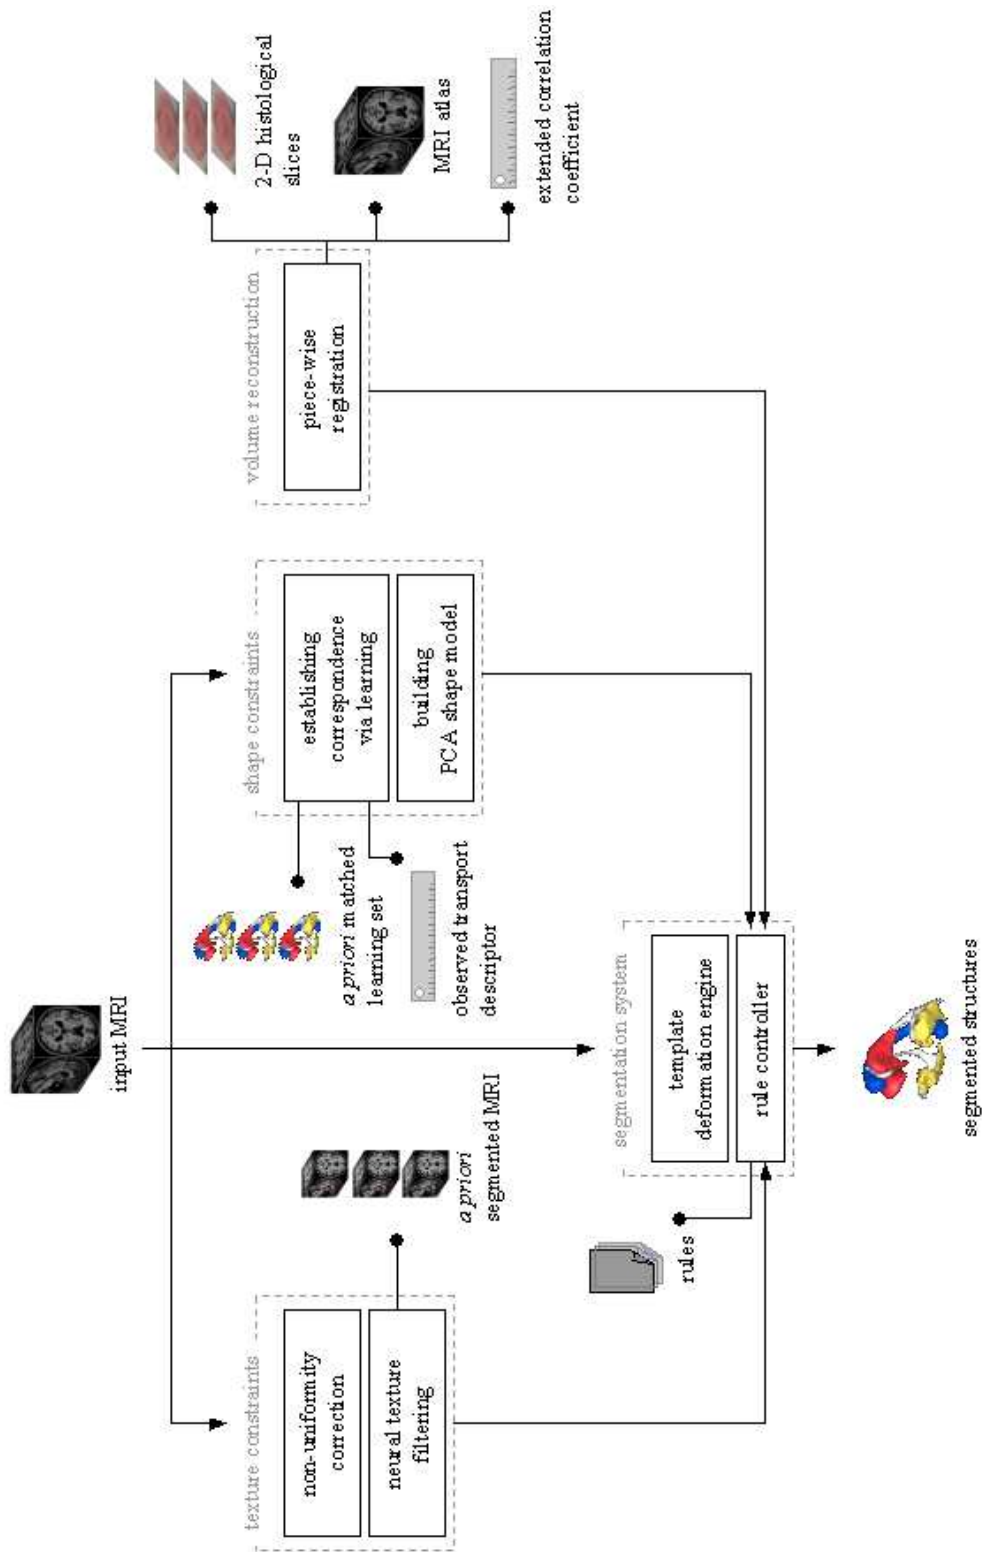 input MRI
texture constraints
non-uniformity
correction
neural texture
filtering
a priori
segmented MRI
shape constraints
establishing
correspondence
via learning
building
PCA shape model
a priori matched
learning set
observed transport
descriptor
volume reconstruction
piece-wise
registration
2-D histological
slices
MRI atlas
extended correlation
coefficient
segmentation system
template
deformation engine
rule controller
rules
segmented structures